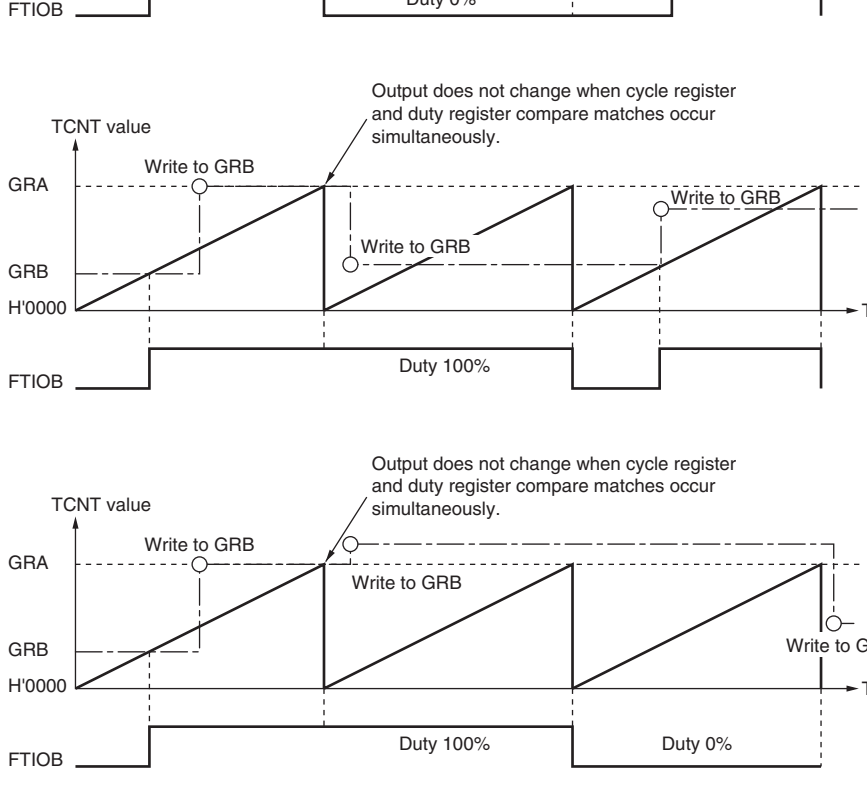 FTIOB
Duty 0%
Output does not change when cycle register
and duty register compare matches occur
simultaneously.
TCNT value
Write to GRB
GRA
Write to GRB
Write to GRB
GRB
H'0000
T
Duty 100%
FTIOB
Output does not change when cycle register
and duty register compare matches occur
simultaneously.
TCNT value
Write to GRB
GRA
Write to GRB
GRB
Write to G
H'0000
T
Duty 100%
Duty 0%
FTIOB